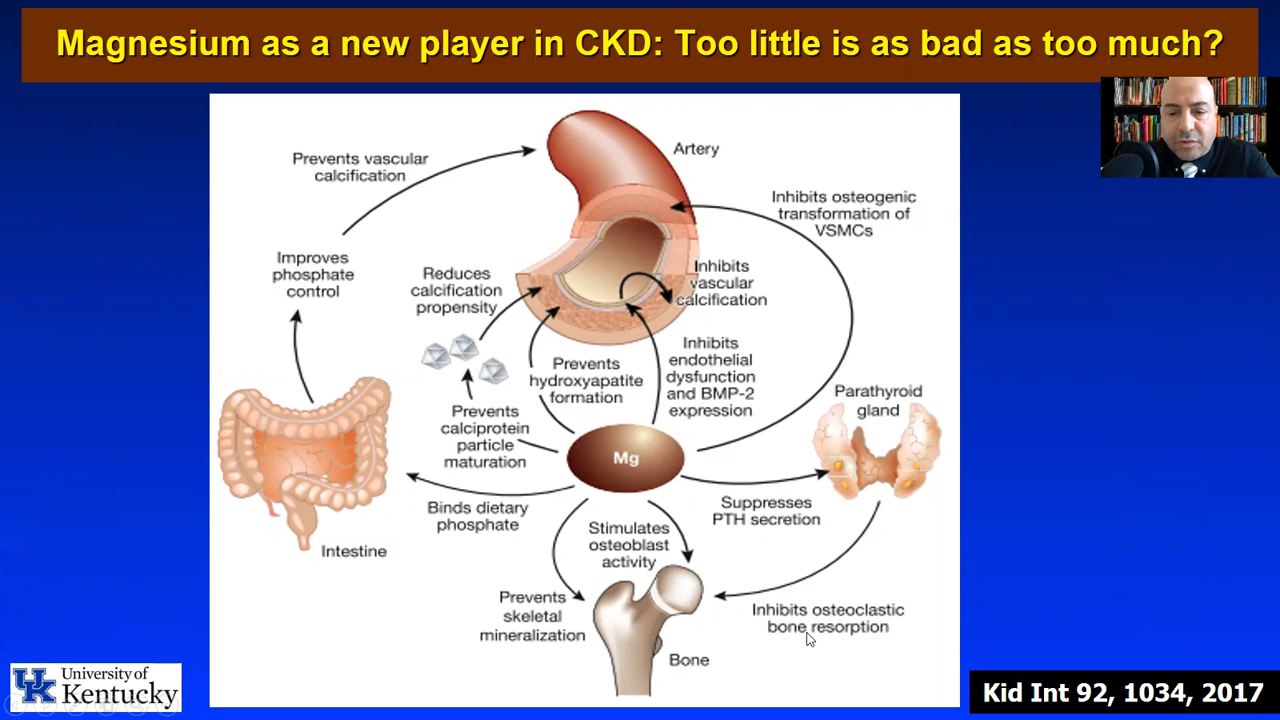 Magnesium as a new player in CKD: Too little is as bad as too much?
Artery
Prevents vascular
calcification
Inhibits osteogenic
transformation of
VSMCs
Improves
phosphate
control
Reduces
calcification
propensity
Inhibits
vascular
calcification
Prevents
hydroxyapatite
formation
Inhibits
endothelial
dysfunction
and BMP-2
expression
Parathyroid
gland
Prevents
calciprotein
particle
maturation
Mg
Binds dietary
phosphate
Suppresses
PTH secretion
Stimulates
osteoblast
activity
Intestine
Prevents
skeletal
mineralization
Inhibits osteoclastic
bone resorption
Bone
UK
University of
Kentucky
Kid Int 92, 1034, 2017